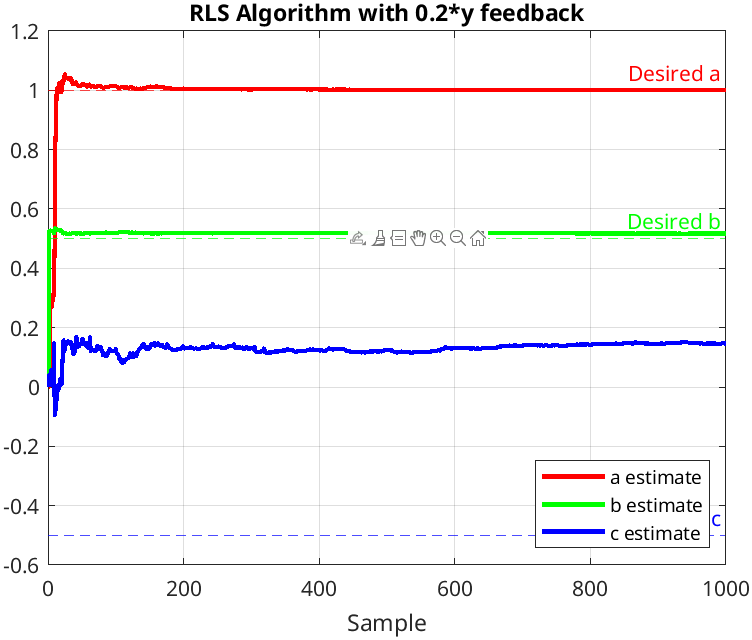 RLS Algorithm with 0.2*y feedback
1.2
1
0.8
0.6
0.4
0.2
0
-0.2
-0.4
-0.6
Desired a
Desired b
c
a estimate
b estimate
c estimate
0 200 400 600 800 1000
Sample